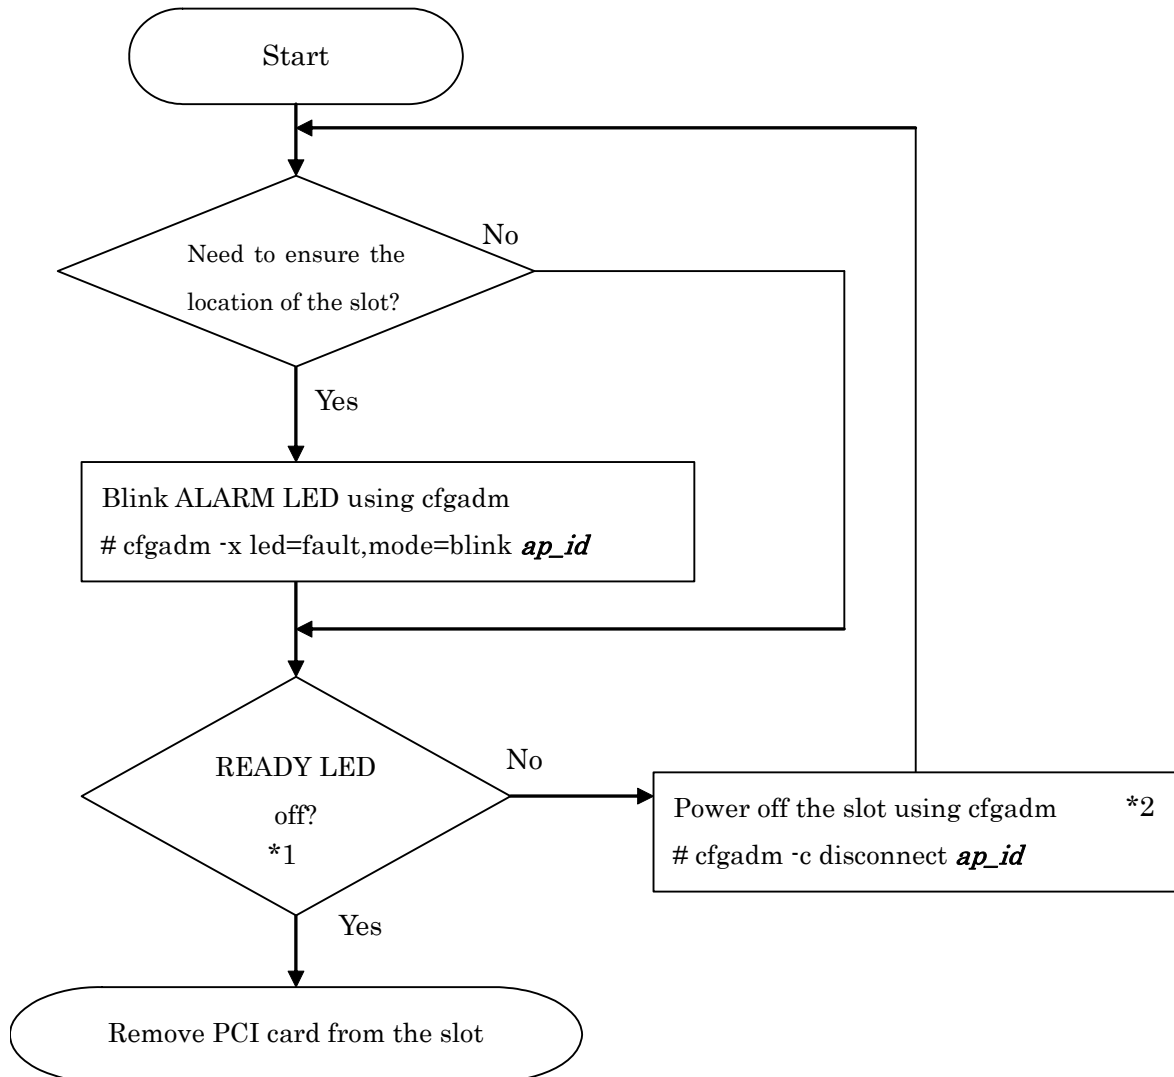 Start
Need to ensure the
location of the slot?
No
Yes
Blink ALARM LED using cfgadm
# cfgadm -x led=fault,mode=blink ap_id
READY LED
off?
*1
No
Power off the slot using cfgadm *2
# cfgadm -c disconnect ap_id
Yes
Remove PCI card from the slot